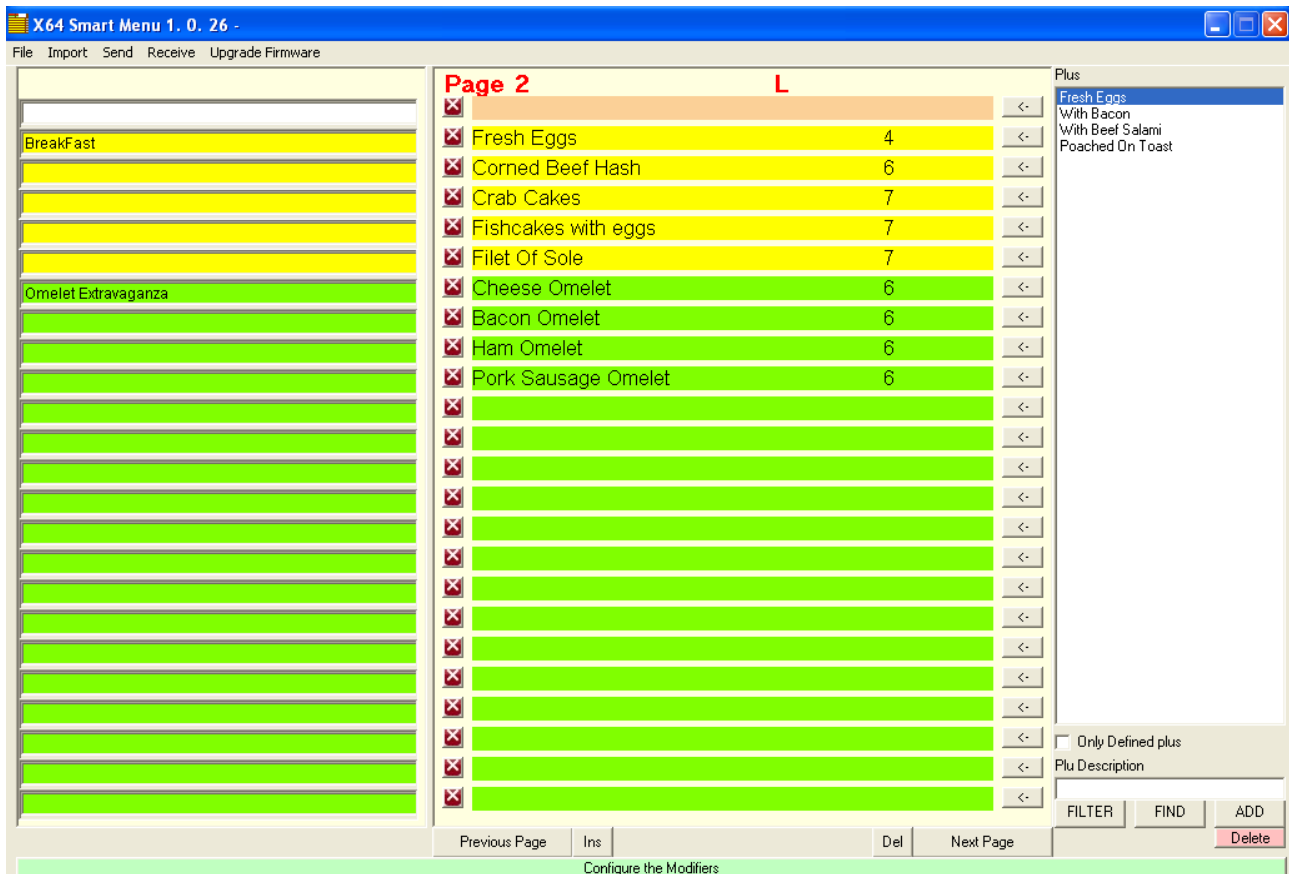 X64 Smart Menu 1. 0. 26 -
File Import Send Receive Upgrade Firmware
Page 2 L
Plus
<-
Fresh Eggs
With Bacon
With Beef Salami
Poached On Toast
BreakFast
Fresh Eggs 4 <-
Corned Beef Hash 6 <-
Crab Cakes 7 <-
Fishcakes with eggs 7 <-
Filet Of Sole 7 <-
Omelet Extravaganza
Cheese Omelet 6 <-
Bacon Omelet 6 <-
Ham Omelet 6 <-
Pork Sausage Omelet 6 <-
<-
<-
<-
<-
<-
<-
<-
<-
<-
<-
<-
<-
<-
<-
Only Defined plus
Plu Description
FILTER FIND ADD
Delete
Previous Page Ins Del Next Page
Configure the Modifiers